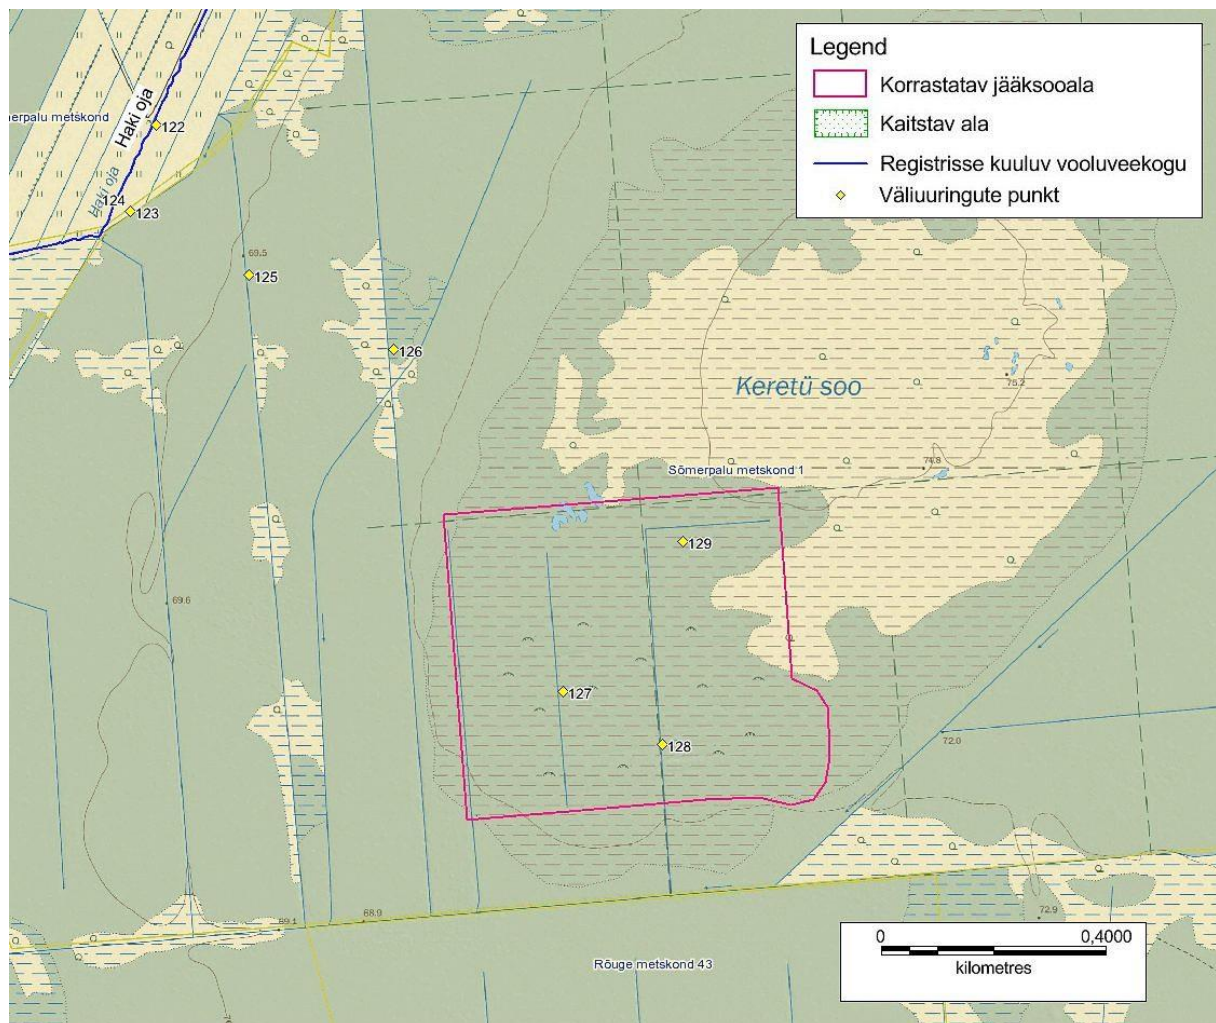 Legend
Korrastatav jääksooala
Kaitstav ala
Registrisse kuuluv vooluveekogu
Väliuuringute punkt
Haki oja
merpalu metskond
122
Haki oja
124
123
69.5
125
126
Keretü soo
75.2
74.8
Sõmerpalu metskond 1
129
69.6
127
128
72.0
69.1
68.9
72.9
Rõuge metskond 43
0 0,4000
kilometres